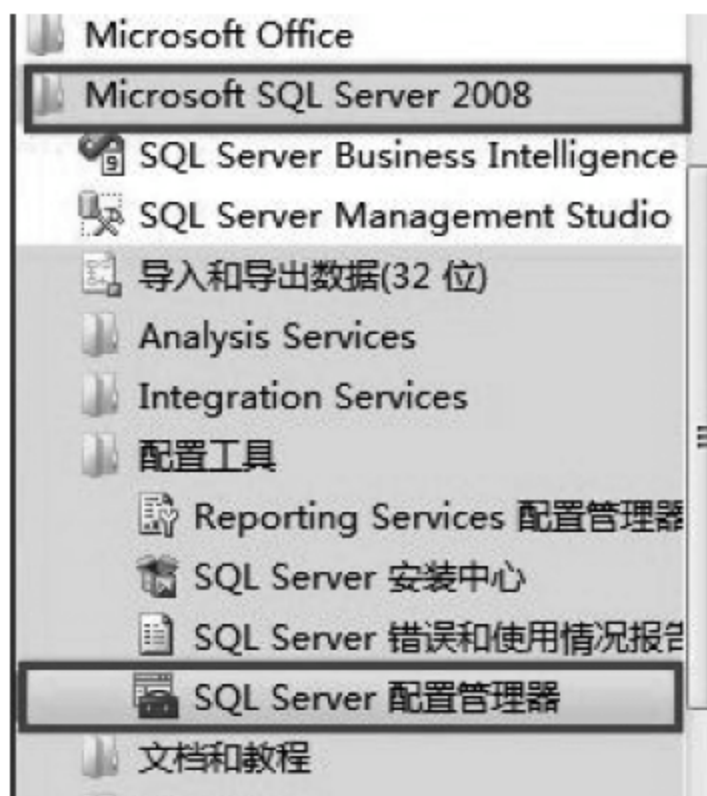 Microsoft Office
Microsoft SQL Server 2008
SQL Server Business Intelligence
SQL Server Management Studio
导入和导出数据(32 位)
Analysis Services
Integration Services
配置工具
Reporting Services 配置管理器
SQL Server 安装中心
SQL Server 错误和使用情况报告
SQL Server 配置管理器
文档和教程